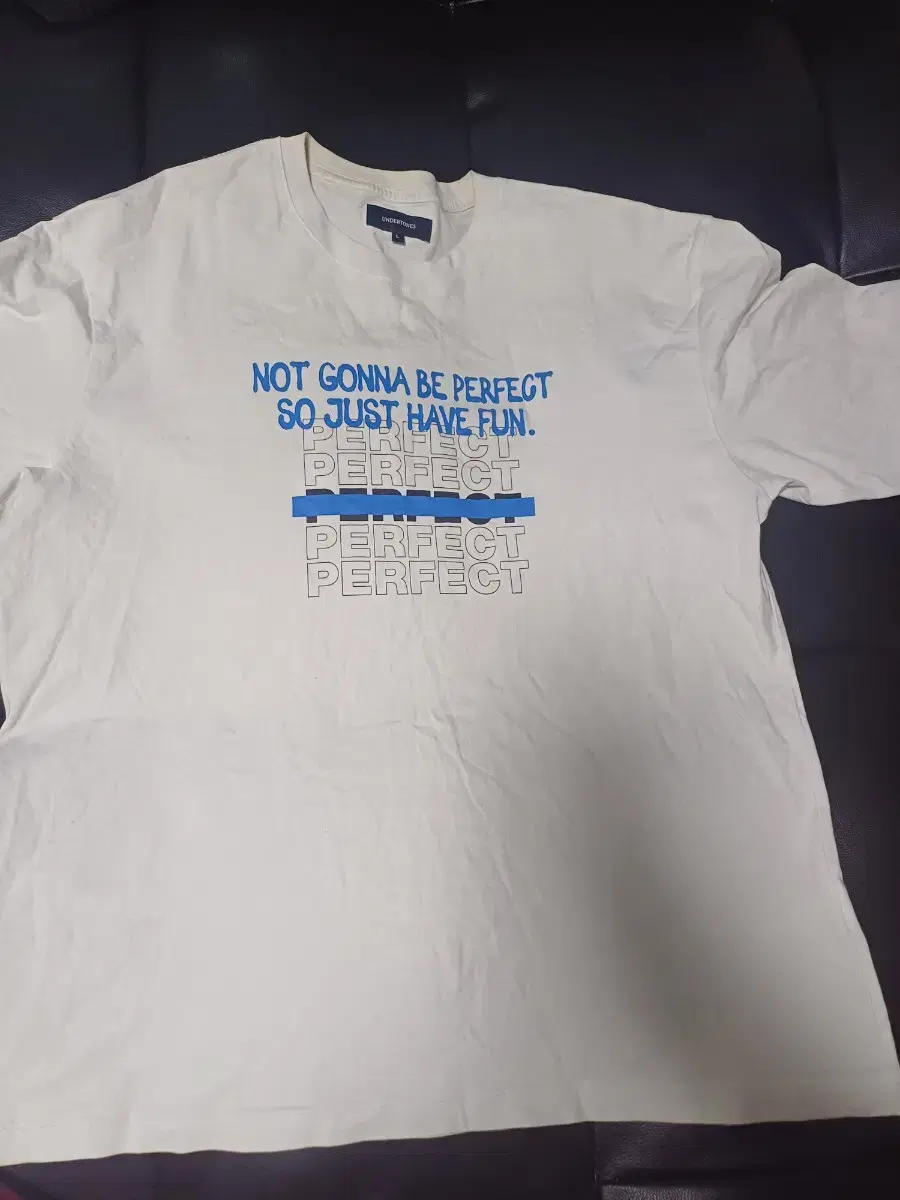 UNDERTONES
L
NOT GONNA BE PERFECT
SO JUST HAVE FUN.
PERFECT
PERFECT
PERFECT
PERFECT
PERFECT